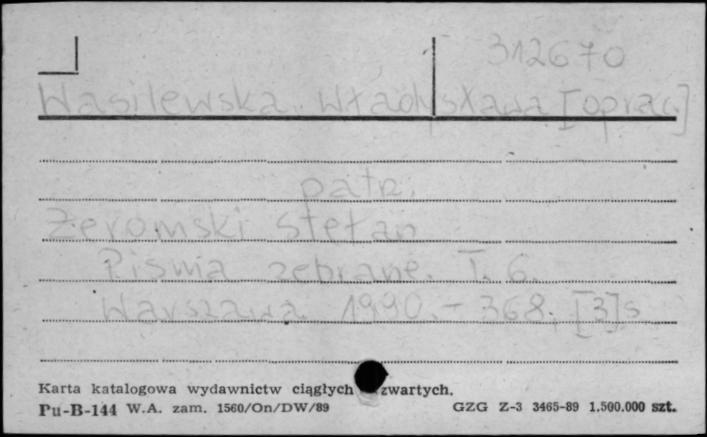 312670
Wasilewska Władysława [oprac.]
patrz
Żeromski Stefan
Pisma zebrane. T. 6.
Warszawa 1990. - 368, [3] s
Karta katalogowa wydawnictw ciągłych zwartych.
Pu-B-144 W.A. zam. 1560/On/DW/89 GZG Z-3 3465-89 1.500.000 szt.